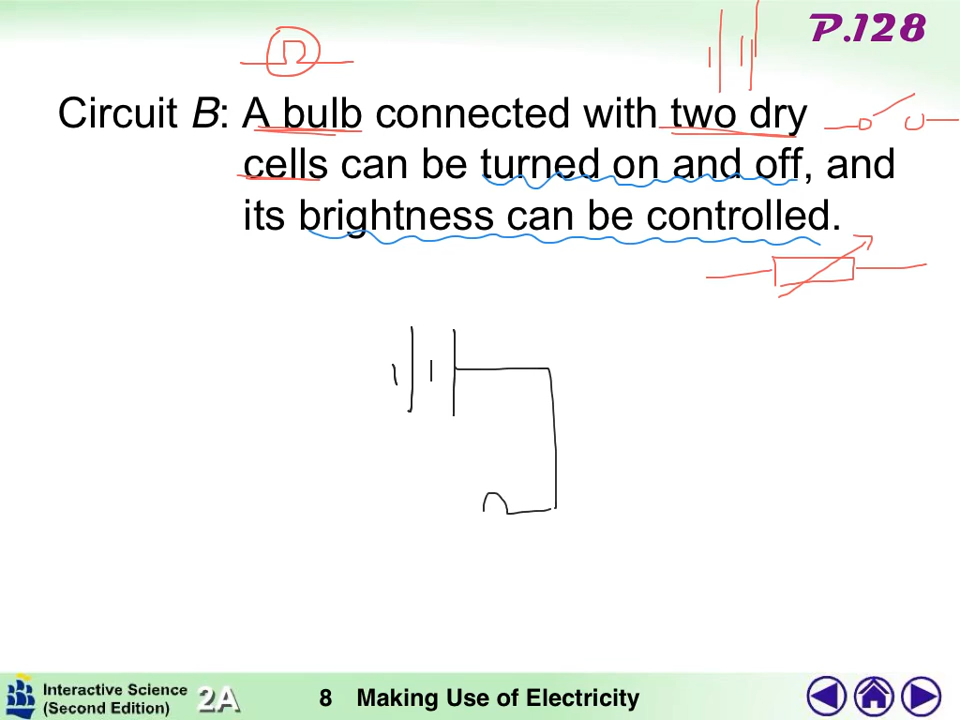 P.128
Circuit B: A bulb connected with two dry
cells can be turned on and off, and
its brightness can be controlled.
Interactive Science
(Second Edition)
2A
8 Making Use of Electricity